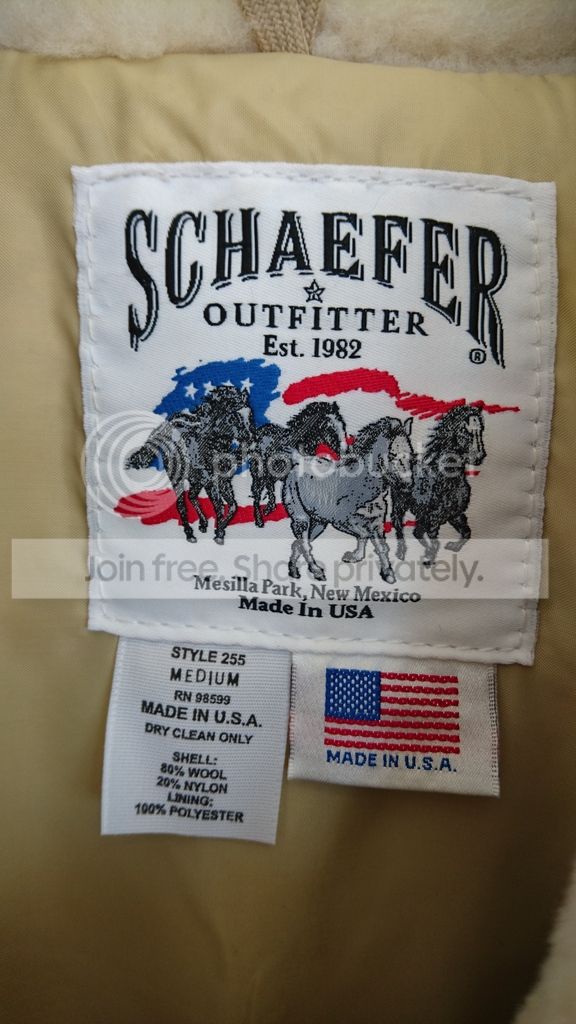 SCHAEFER
OUTFITTER
Est. 1982
®
photobucket
Join free. Share privately.
Mesilla Park, New Mexico
Made In USA
STYLE 255
MEDIUM
RN 98599
MADE IN U.S.A.
DRY CLEAN ONLY
SHELL:
80% WOOL
20% NYLON
LINING:
100% POLYESTER
MADE IN U.S.A.